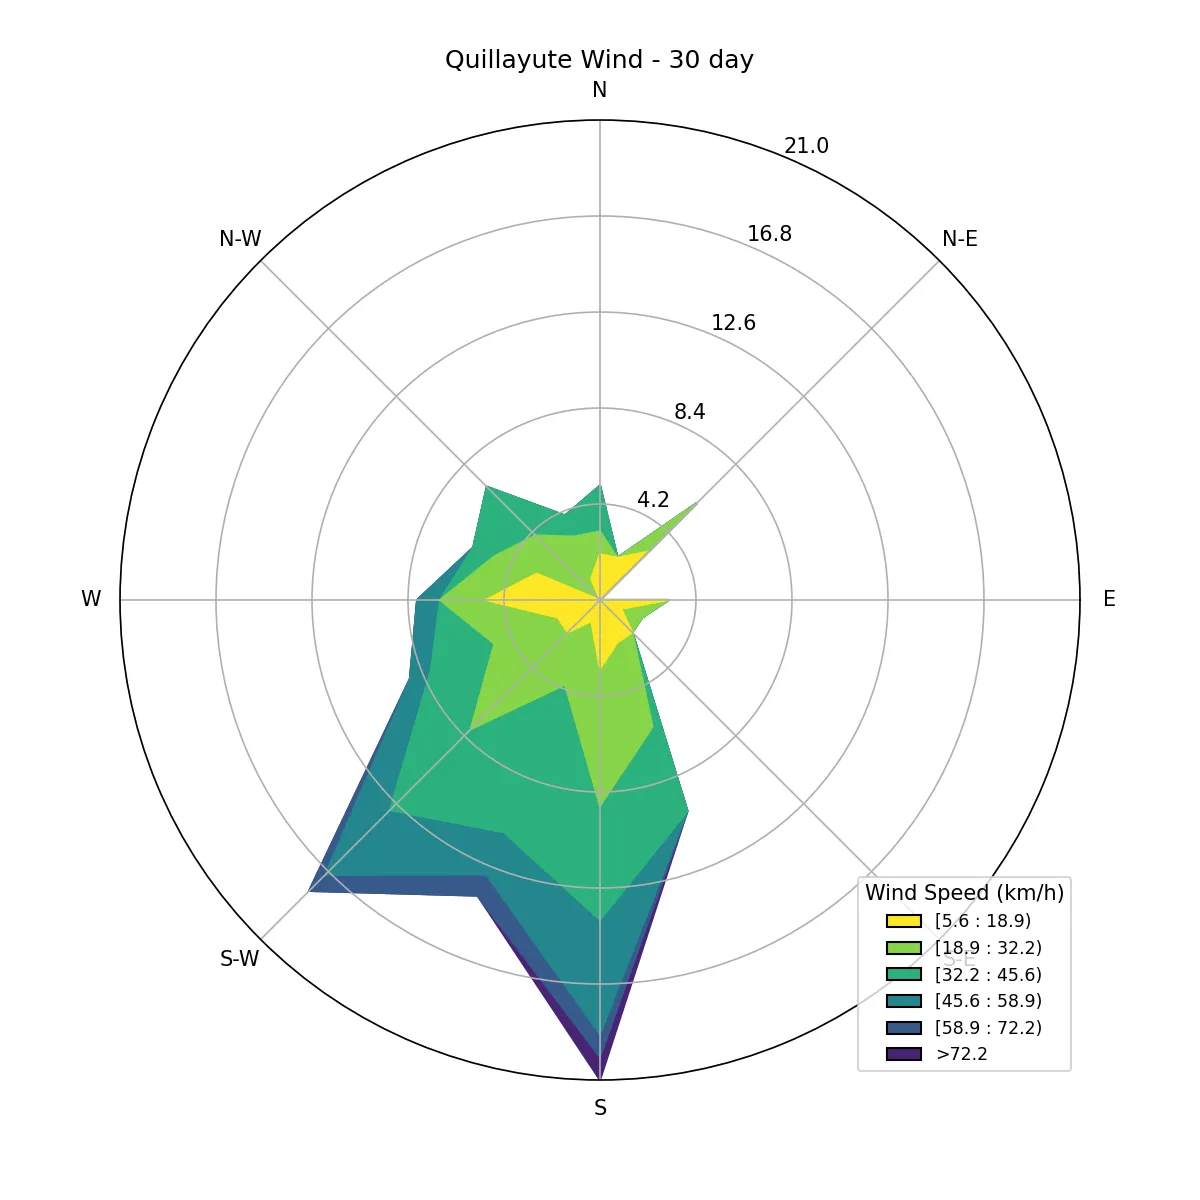 Quillayute Wind - 30 day
N
21.0
16.8
N-W
N-E
12.6
8.4
4.2
W
E
Wind Speed (km/h)
[5.6 : 18.9)
[18.9 : 32.2)
S-W
S-E
[32.2 : 45.6)
[45.6 : 58.9)
[58.9 : 72.2)
>72.2
S